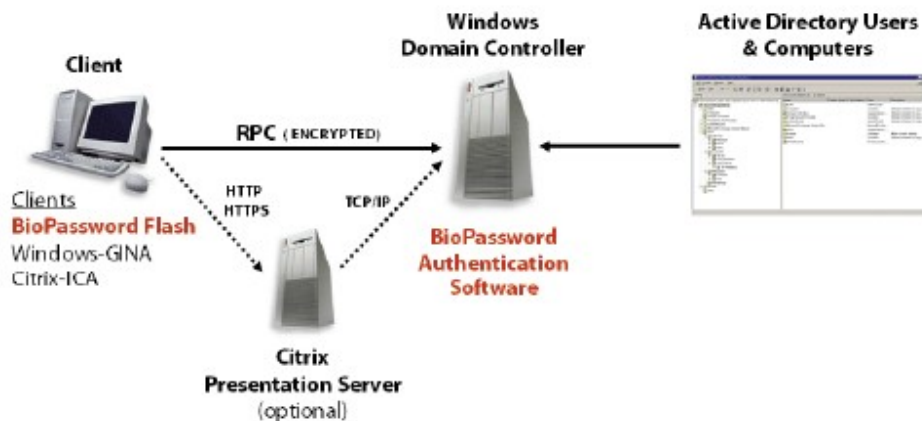 Windows
Domain Controller
Active Directory Users
& Computers
Client
RPC (ENCRYPTED)
HTTP
HTTPS
TCP/IP
Clients
BioPassword Flash
Windows-GINA
Citrix-ICA
BioPassword
Authentication
Software
Citrix
Presentation Server
(optional)